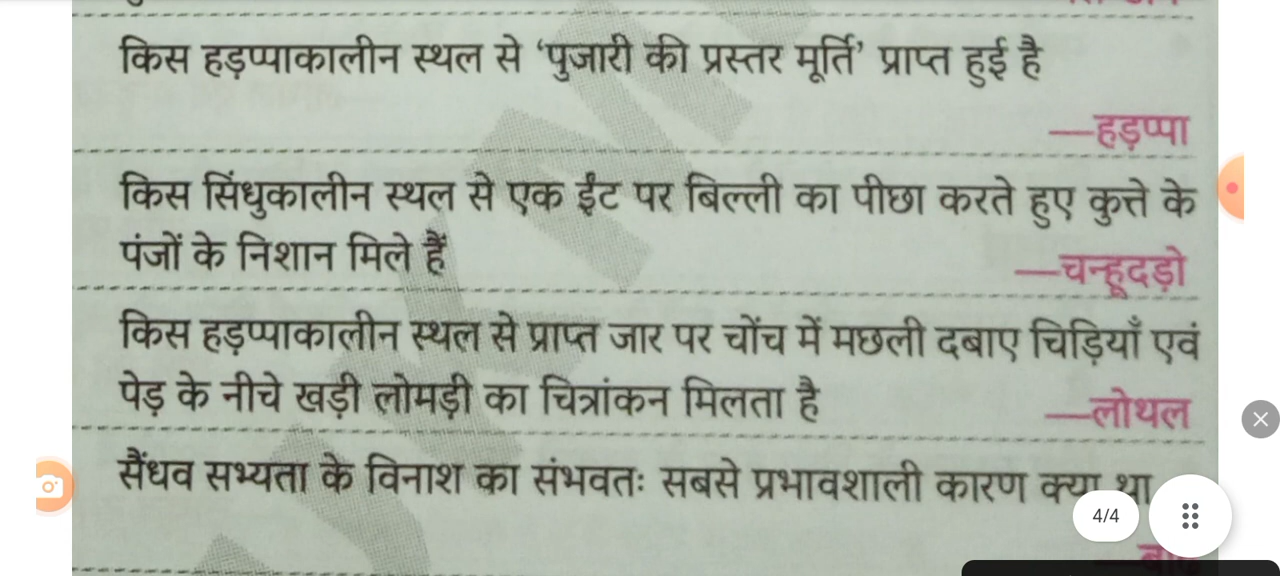 किस हड़प्पाकालीन स्थल से ‘पुजारी की प्रस्तर मूर्ति’ प्राप्त हुई है
—हड़प्पा
किस सिंधुकालीन स्थल से एक ईंट पर बिल्ली का पीछा करते हुए कुत्ते के
पंजों के निशान मिले हैं
—चन्हूदड़ो
किस हड़प्पाकालीन स्थल से प्राप्त जार पर चोंच में मछली दबाए चिड़ियाँ एवं
पेड़ के नीचे खड़ी लोमड़ी का चित्रांकन मिलता है
—लोथल
सैंधव सभ्यता के विनाश का संभवतः सबसे प्रभावशाली कारण क्या था
4/4